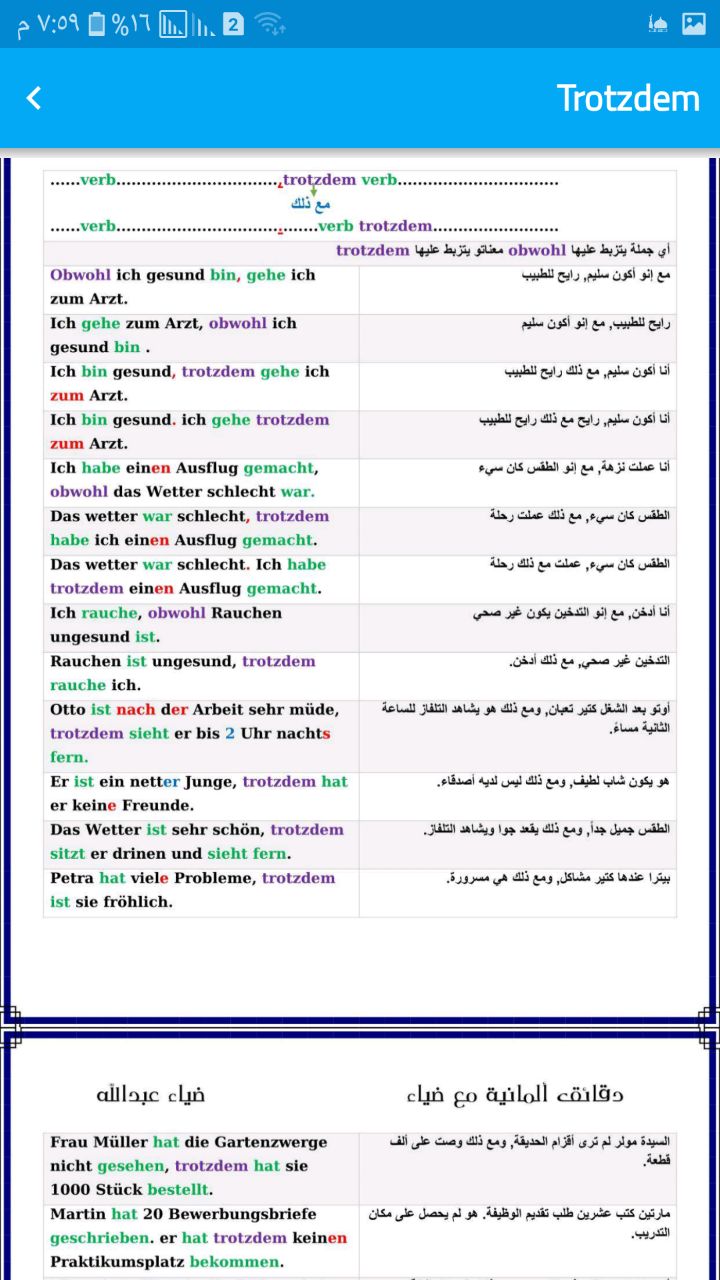 م ٧:٥٩ %١٦ 2
Trotzdem
......verb................................,trotzdem verb...............................
مع ذلك
......verb................................,.......verb trotzdem........................
أي جملة يتزبط عليها obwohl معناتو يتزبط عليها trotzdem
Obwohl ich gesund bin, gehe ich
zum Arzt.
مع إنو أكون سليم, رايح للطبيب
Ich gehe zum Arzt, obwohl ich
gesund bin .
رايح للطبيب, مع إنو أكون سليم
Ich bin gesund, trotzdem gehe ich
zum Arzt.
أنا أكون سليم, مع ذلك رايح للطبيب
Ich bin gesund. ich gehe trotzdem
zum Arzt.
أنا أكون سليم, رايح مع ذلك رايح للطبيب
Ich habe einen Ausflug gemacht,
obwohl das Wetter schlecht war.
أنا عملت نزهة, مع إنو الطقس كان سيء
Das wetter war schlecht, trotzdem
habe ich einen Ausflug gemacht.
الطقس كان سيء, مع ذلك عملت رحلة
Das wetter war schlecht. Ich habe
trotzdem einen Ausflug gemacht.
الطقس كان سيء, عملت مع ذلك رحلة
Ich rauche, obwohl Rauchen
ungesund ist.
أنا أدخن, مع إنو التدخين يكون غير صحي
Rauchen ist ungesund, trotzdem
rauche ich.
التدخين غير صحي, مع ذلك أدخن.
Otto ist nach der Arbeit sehr müde,
trotzdem sieht er bis 2 Uhr nachts
fern.
أوتو بعد الشغل كتير تعبان, ومع ذلك هو يشاهد التلفاز للساعة
الثانية مساءً.
Er ist ein netter Junge, trotzdem hat
er keine Freunde.
هو يكون شاب لطيف, ومع ذلك ليس لديه أصدقاء.
Das Wetter ist sehr schön, trotzdem
sitzt er drinen und sieht fern.
الطقس جميل جداً, ومع ذلك يقعد جوا ويشاهد التلفاز.
Petra hat viele Probleme, trotzdem
ist sie fröhlich.
بيترا عندها كتير مشاكل, ومع ذلك هي مسرورة.
دقائق ألمانية مع ضياء
ضياء عبدالله
Frau Müller hat die Gartenzwerge
nicht gesehen, trotzdem hat sie
1000 Stück bestellt.
السيدة مولر لم ترى أقزام الحديقة, ومع ذلك وصت على ألف
قطعة.
Martin hat 20 Bewerbungsbriefe
geschrieben. er hat trotzdem keinen
Praktikumsplatz bekommen.
مارتين كتب عشرين طلب تقديم الوظيفة. هو لم يحصل على مكان
التدريب.